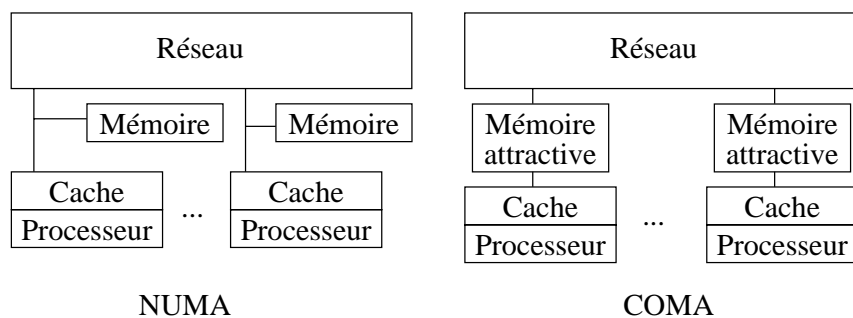 Réseau
Mémoire
Mémoire
Cache
Processeur
...
Cache
Processeur
NUMA
Réseau
Mémoire
attractive
Mémoire
attractive
Cache
Processeur
...
Cache
Processeur
COMA